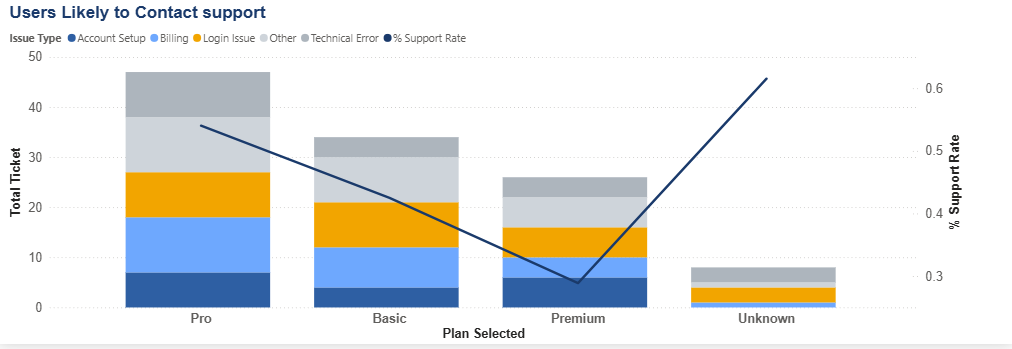 Users Likely to Contact support
Issue Type Account Setup Billing Login Issue Other Technical Error % Support Rate
50
40
30
20
10
0
Total Ticket
0.6
0.5
0.4
0.3
% Support Rate
Pro Basic Premium Unknown
Plan Selected